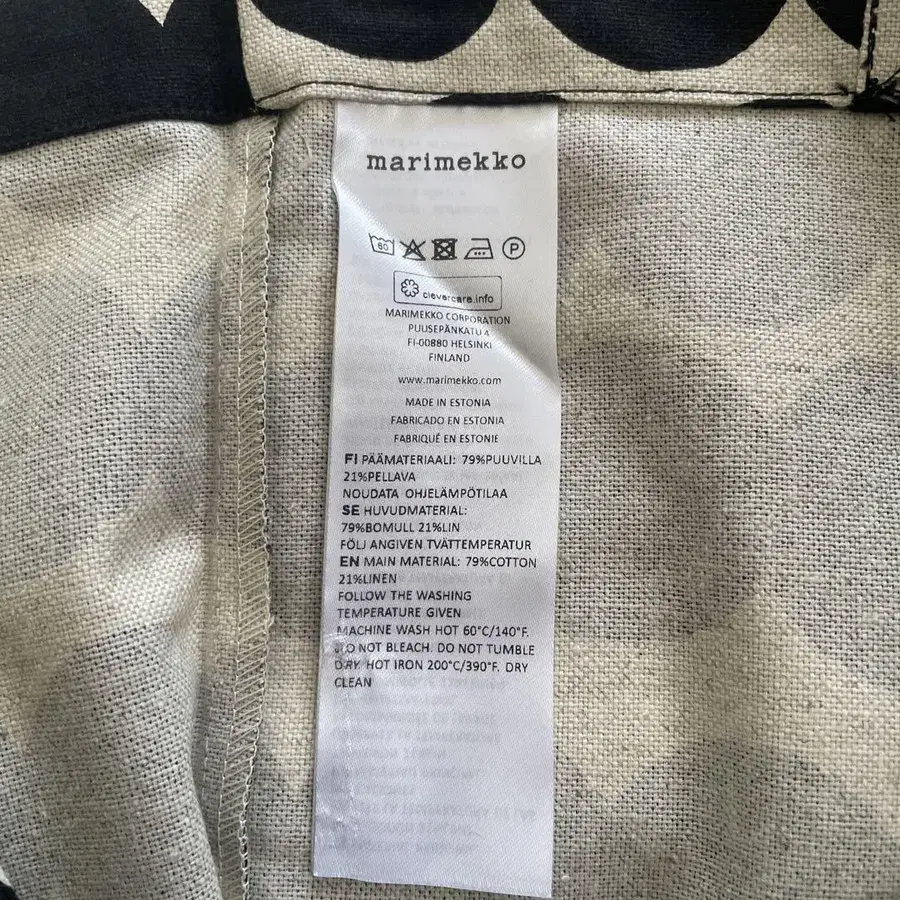 marimekko
60
P
clevercare.info
MARIMEKKO CORPORATION
PUUSEPÄNKATU 4
FI-00880 HELSINKI
FINLAND
www.marimekko.com
MADE IN ESTONIA
FABRICADO EN ESTONIA
FABRIQUÉ EN ESTONIE
FI PÄÄMATERIAALI: 79%PUUVILLA
21%PELLAVA
NOUDATA OHJELÄMPÖTILAA
SE HUVUDMATERIAL:
79%BOMULL 21%LIN
FÖLJ ANGIVEN TVÄTTEMPERATUR
EN MAIN MATERIAL: 79%COTTON
21%LINEN
FOLLOW THE WASHING
TEMPERATURE GIVEN
MACHINE WASH HOT 60°C/140°F.
DO NOT BLEACH. DO NOT TUMBLE
DRY. HOT IRON 200°C/390°F. DRY
CLEAN